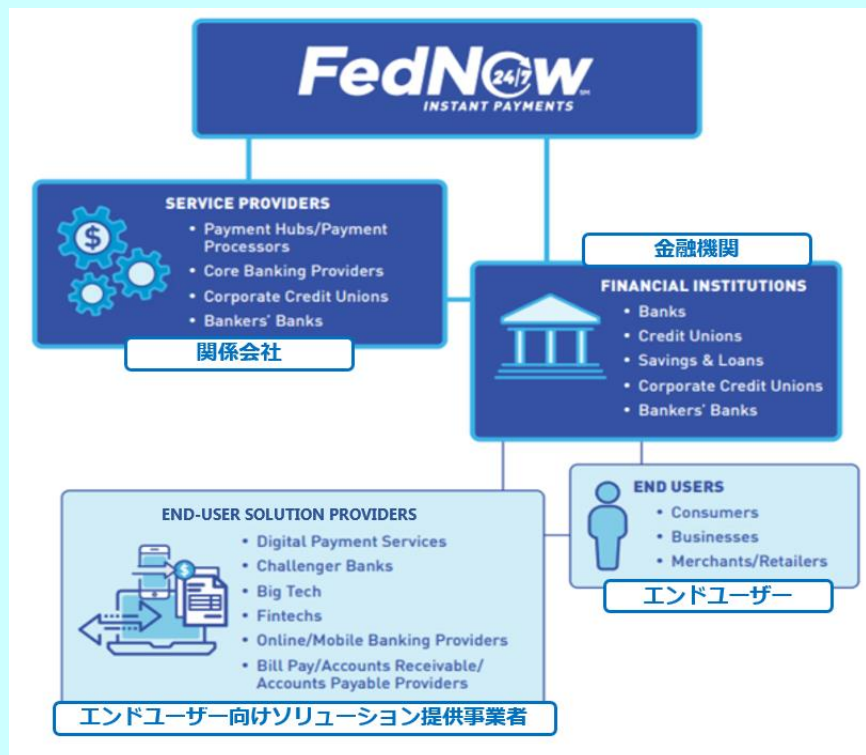 FedNow
24/7
INSTANT PAYMENTS
SM
SERVICE PROVIDERS
• Payment Hubs/Payment
Processors
• Core Banking Providers
• Corporate Credit Unions
• Bankers' Banks
関係会社
金融機関
FINANCIAL INSTITUTIONS
• Banks
• Credit Unions
• Savings & Loans
• Corporate Credit Unions
• Bankers' Banks
END-USER SOLUTION PROVIDERS
• Digital Payment Services
• Challenger Banks
• Big Tech
• Fintechs
• Online/Mobile Banking Providers
• Bill Pay/Accounts Receivable/
Accounts Payable Providers
エンドユーザー向けソリューション提供事業者
END USERS
• Consumers
• Businesses
• Merchants/Retailers
エンドユーザー
$
$